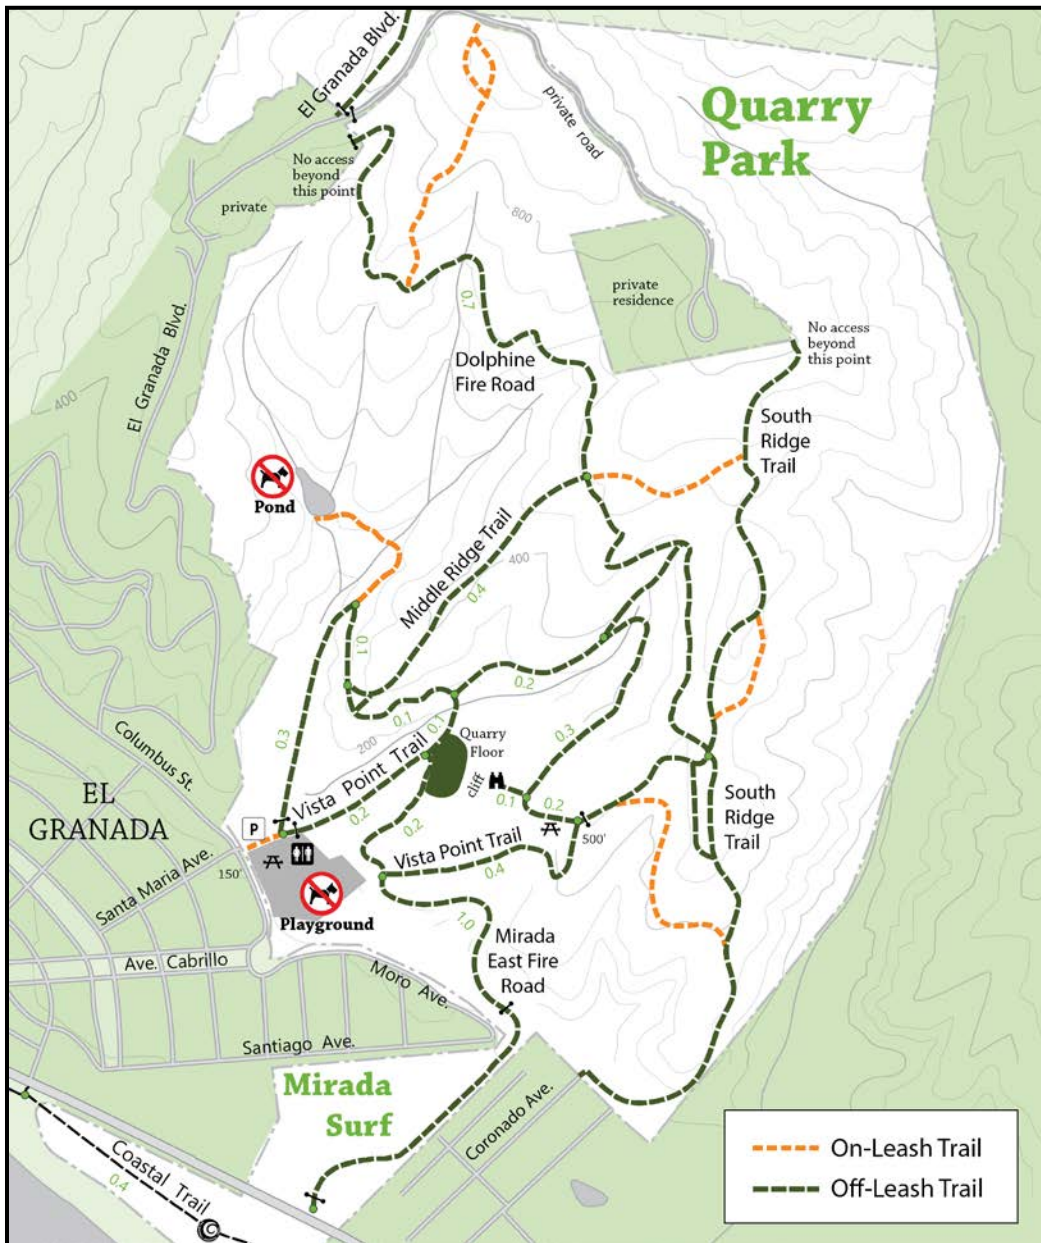 El Granada Blvd.
Quarry
Park
private road
No access
beyond
this point
private
800
private
residence
No access
beyond
this point
0.7
Dolphine
Fire Road
El Granada Blvd.
400
South
Ridge
Trail
Pond
Middle Ridge Trail
400
0.4
0.1
0.2
0.1
0.1
0.3
200
Quarry
Floor
0.3
cliff
Columbus St.
Vista Point Trail
0.2
0.1
0.2
EL
GRANADA
P
0.2
500'
South
Ridge
Trail
Vista Point Trail
0.4
Santa Maria Ave.
150'
Playground
1.0
Mirada
East Fire
Road
Ave. Cabrillo
Moro Ave.
Santiago Ave.
Mirada
Surf
Coronado Ave.
Coastal Trail
0.4
On-Leash Trail
Off-Leash Trail